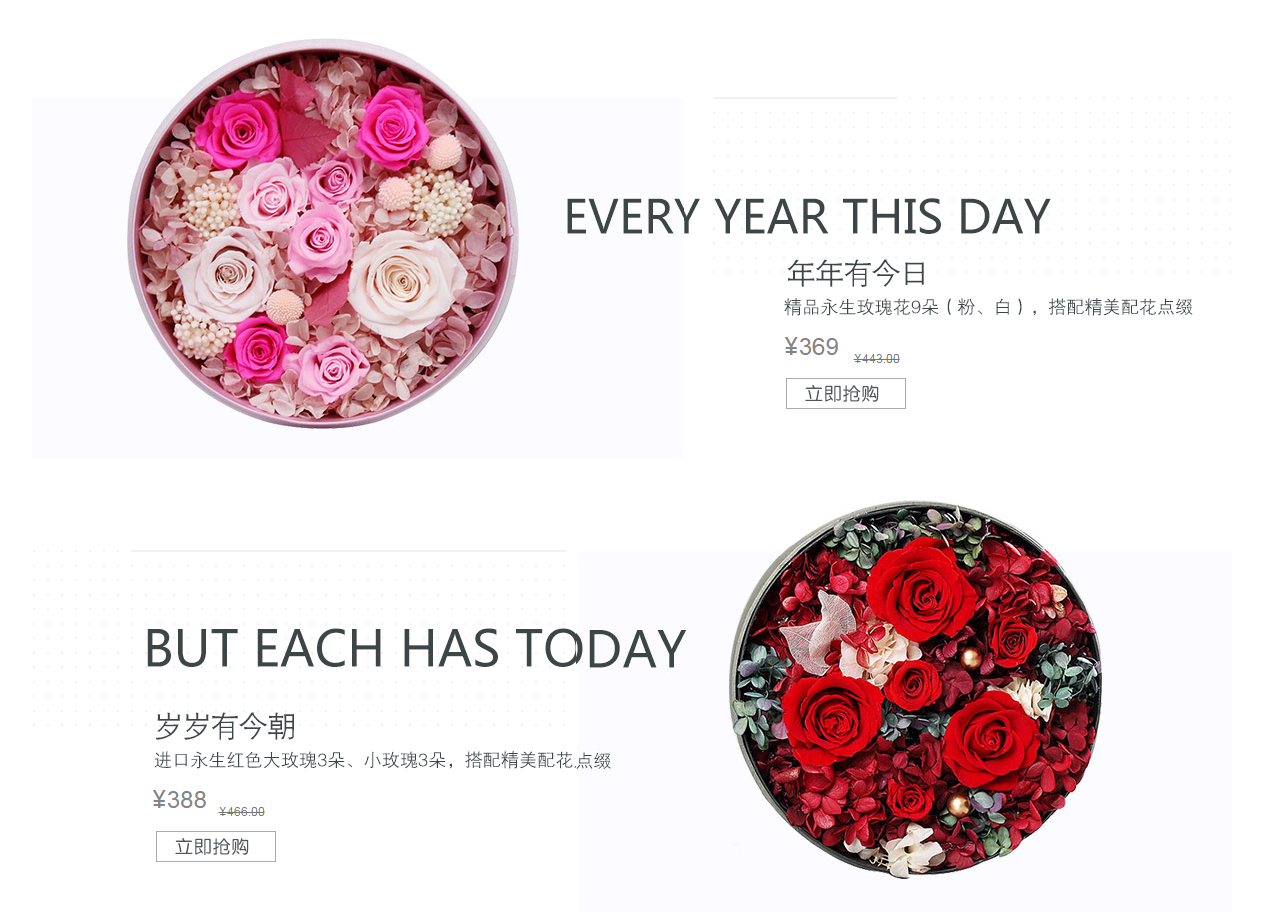 EVERY YEAR THIS DAY
年年有今日
精品永生玫瑰花9朵（粉、白），搭配精美配花点缀
¥369 ¥443.00
立即抢购
BUT EACH HAS TODAY
岁岁有今朝
进口永生红色大玫瑰3朵、小玫瑰3朵，搭配精美配花点缀
¥388 ¥466.00
立即抢购